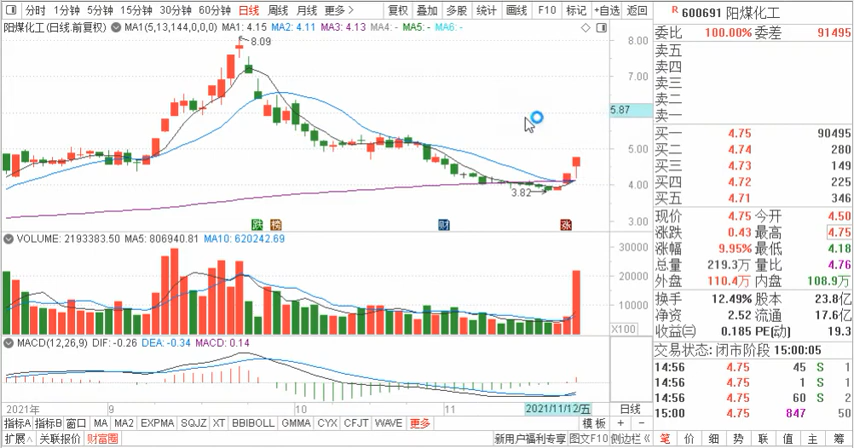 分时 1分钟 5分钟 15分钟 30分钟 60分钟 日线 周线 月线 更多 复权 叠加 多股 统计 画线 F10 标记 +自选 返回
R 600691 阳煤化工
阳煤化工(日线 前复权) MA1(5,13,144,0,0,0) MA1: 4.15 MA2: 4.11 MA3: 4.13 MA4: - MA5: - MA6: -
委比 100.00% 委差 91495
卖五
卖四
卖三
卖二
卖一
买一 4.75 90495
买二 4.74 280
买三 4.73 149
买四 4.72 225
买五 4.71 346
现价 4.75 今开 4.50
涨跌 0.43 最高 4.75
涨幅 9.95% 最低 4.18
总量 219.3万 量比 4.76
外盘 110.4万 内盘 108.9万
换手 12.49% 股本 23.8亿
净资 2.52 流通 17.6亿
收益㈢ 0.185 PE(动) 19.3
交易状态: 闭市阶段 15:00:05
14:56 4.75 45 S 1
14:56 4.75 1 S 1
14:56 4.75 60 S 2
15:00 4.75 847 50
笔 价 细 势 联 值 主 筹
8.09
8.00
7.00
5.87
5.00
4.00
3.00
3.82
跌 榜 财 涨
VOLUME: 2193383.50 MA5: 806940.81 MA10: 620242.69
30000
20000
10000
X100
MACD(12,26,9) DIF: -0.26 DEA: -0.34 MACD: 0.14
2021年 9 10 11 2021/11/12/五 日线
指标A 指标B 窗口 MA MA2 EXPMA SQJZ XT BBIBOLL GMMA CYX CFJT WAVE 更多 模板 + -
扩展∧ 关联报价 财富圈 新用户福利专享 图文F10 侧边栏《